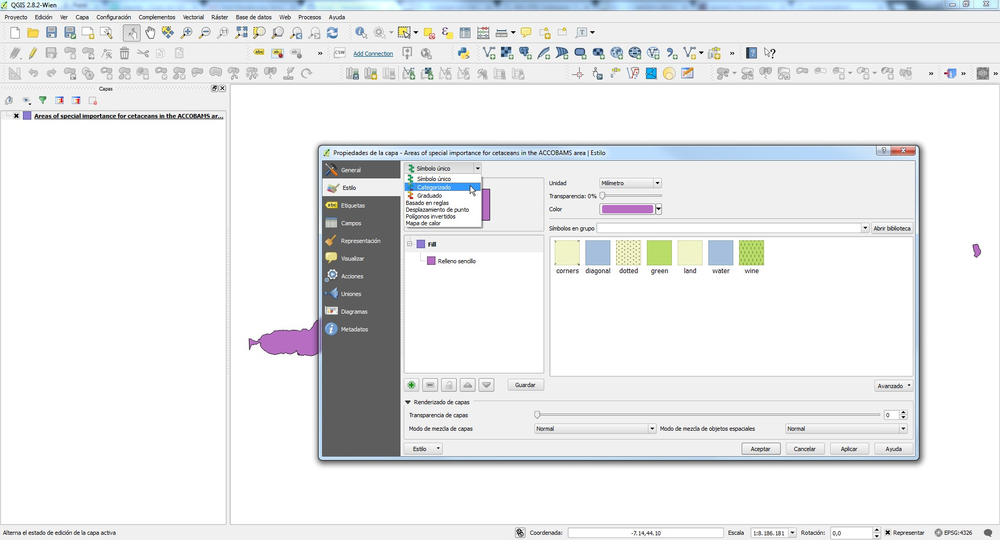 QGIS 2.8.2-Wien
Proyecto Edición Ver Capa Configuración Complementos Vectorial Ráster Base de datos Web Procesos Ayuda
1:1
T
abc ab ab » CSW Add Connection » ?
» » »
Capas
Areas of special importance for cetaceans in the ACCOBAMS ar...
Propiedades de la capa - Areas of special importance for cetaceans in the ACCOBAMS area | Estilo
General
Estilo
abc Etiquetas
Campos
Representación
Visualizar
Acciones
Uniones
Diagramas
Metadatos
Símbolo único
Símbolo único
Categorizado
Graduado
Basado en reglas
Desplazamiento de punto
Polígonos invertidos
Mapa de calor
Unidad Milímetro
Transparencia: 0%
Color
Símbolos en grupo Abrir biblioteca
Fill
Relleno sencillo
corners diagonal dotted green land water wine
Guardar
Avanzado
Renderizado de capas
Transparencia de capas 0
Modo de mezcla de capas Normal Modo de mezcla de objetos espaciales Normal
Estilo Aceptar Cancelar Aplicar Ayuda
Alterna el estado de edición de la capa activa Coordenada: -7.14,44.10 Escala 1:8.186.181 Rotación: 0,0 Representar EPSG:4326